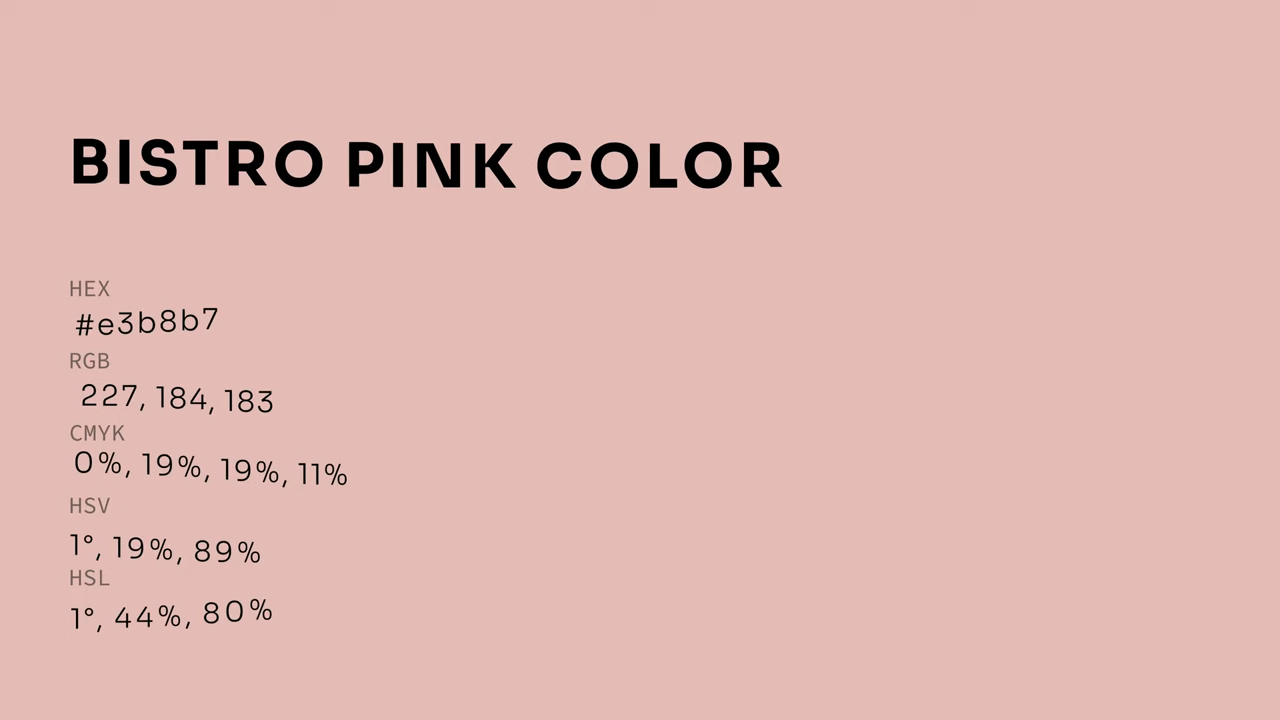 BISTRO PINK COLOR
HEX
#e3b8b7
RGB
227, 184, 183
CMYK
0%, 19%, 19%, 11%
HSV
1°, 19%, 89%
HSL
1°, 44%, 80%